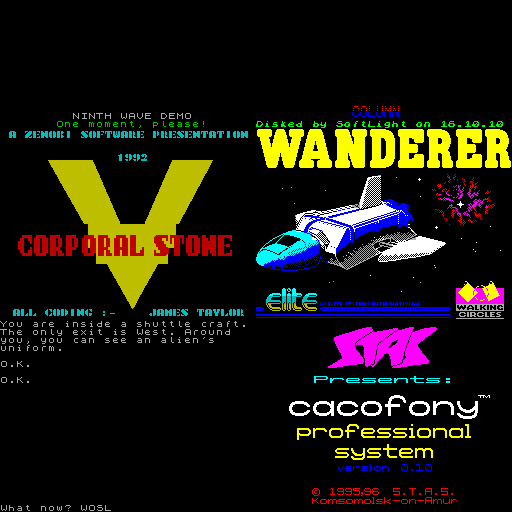 NINTH WAVE DEMO
One moment, please!
A ZENOBI SOFTWARE PRESENTATION
1992
CORPORAL STONE
ALL CODING :- JAMES TAYLOR
You are inside a shuttle craft.
The only exit is West. Around
you, you can see an alien's
uniform.
O.K.
O.K.
What now? WOSL
COLUMN
Disked by SoftLight on 16.10.10
WANDERER
elite
WALKING
CIRCLES
STAS
Presents:
cacofony™
professional
system
version 0.10
© 1995,96 S.T.A.S.
Komsomolsk-on-Amur